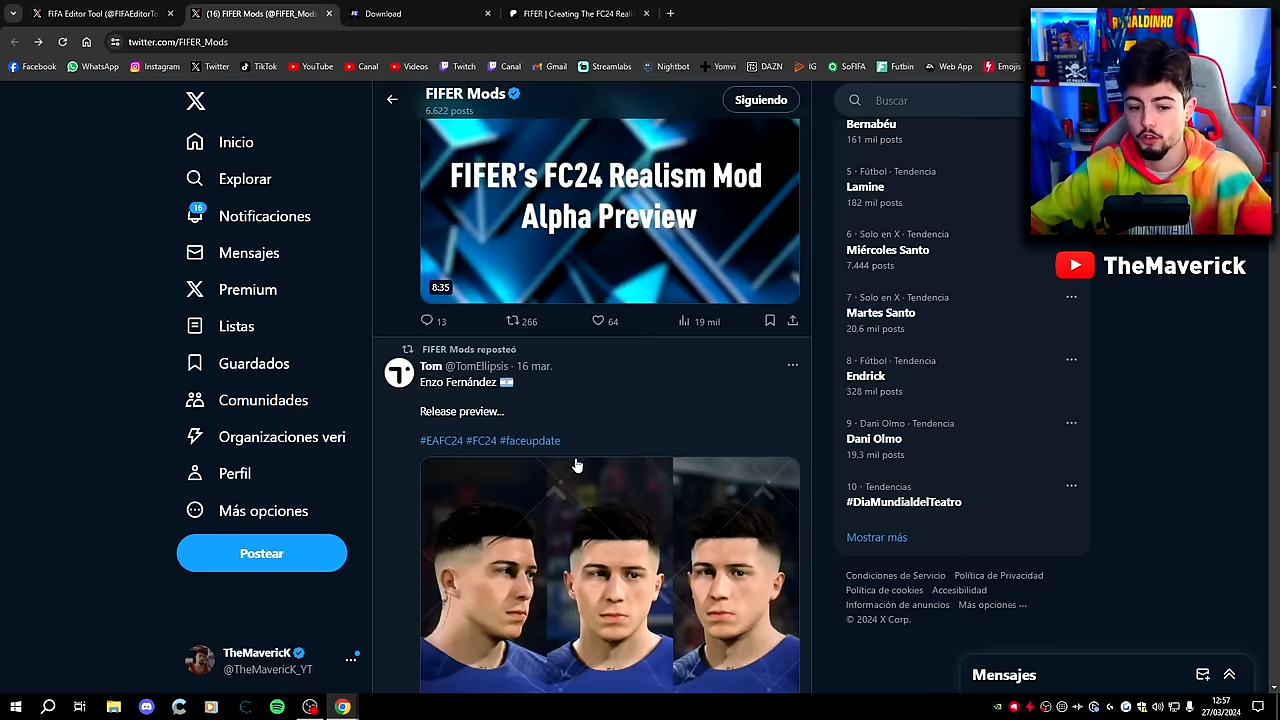 FIFA Editor Tool (@FIAEditorTo
(16) FIFER Mods (@FIFER_Mods
Download
FIFER | Creating The FC24 Reali
twitter.com/FIFER_Mods
Facebook
WhatsApp
Instagram
Twitter
TikTok
YouTube
Gmail
Streamlabs
Nightbot
Yomvi
DAZN
IG
SoFIFA
Futbin
Web App
Emojis
RONALDINHO
TheMaverick
Inicio
Explorar
16
Notificaciones
Mensajes
Premium
Listas
Guardados
Comunidades
Organizaciones veri
Perfil
Más opciones
Postear
TheMavericK
@TheMavericK_YT
FIFER Mods
6.622 posts
Siguiendo
FIFER's FC24 Realism Mod
Alpha Preview
8:35
13
266
64
19 mil
FIFER Mods reposteó
Tom @TomEllipsis · 16 mar.
Enzo Fernández
Release preview...
#EAFC24 #FC24 #faceupdate
Buscar
Bernabéu
161 mil posts
5 · Fútbol · Tendencia
Lamine
182 mil posts
6 · Solo en X · Tendencia
Miércoles Santo
7.444 posts
7 · Solo en X · Tendencia
Martes Santo
20,6 mil posts
8 · Fútbol · Tendencia
Endrick
328 mil posts
9 · Dani Olmo · Tendencia
Dani Olmo
19,3 mil posts
10 · Tendencias
#DiaMundialdelTeatro
Mostrar más
Condiciones de Servicio Política de Privacidad
Política de cookies Accesibilidad
Información de anuncios Más opciones ···
© 2024 X Corp.
Mensajes
12:57
27/03/2024